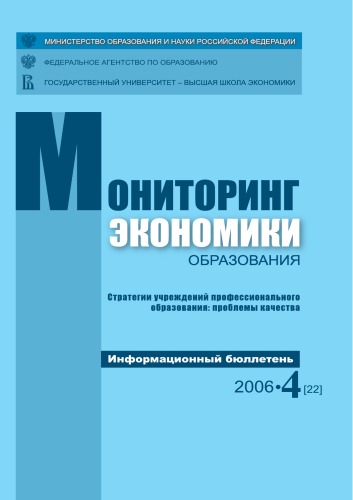 МИНИСТЕРСТВО ОБРАЗОВАНИЯ И НАУКИ РОССИЙСКОЙ ФЕДЕРАЦИИ
ФЕДЕРАЛЬНОЕ АГЕНТСТВО ПО ОБРАЗОВАНИЮ
ГОСУДАРСТВЕННЫЙ УНИВЕРСИТЕТ – ВЫСШАЯ ШКОЛА ЭКОНОМИКИ
МОНИТОРИНГ
ЭКОНОМИКИ
ОБРАЗОВАНИЯ
Стратегии учреждений профессионального
образования: проблемы качества
Информационный бюллетень
2006•4 [22]